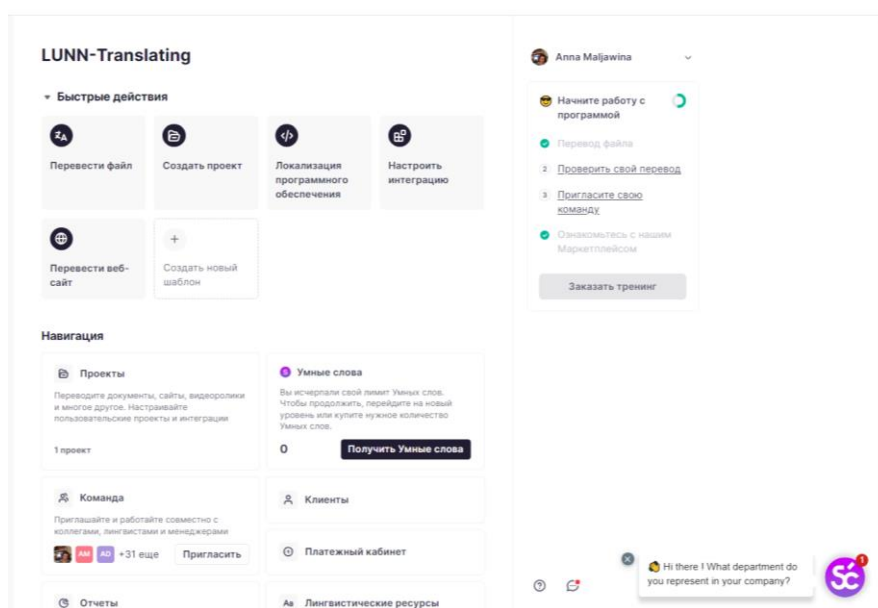 LUNN-Translating
Быстрые действия
Перевести файл
Создать проект
Локализация
программного
обеспечения
Настроить
интеграцию
Перевести веб-
сайт
Создать новый
шаблон
Навигация
Проекты
Переводите документы, сайты, видеоролики
и многое другое. Настраивайте
пользовательские проекты и интеграции
1 проект
Умные слова
Вы исчерпали свой лимит Умных слов.
Чтобы продолжить, перейдите на новый
уровень или купите нужное количество
Умных слов.
0
Получить Умные слова
Команда
Приглашайте и работайте совместно с
коллегами, лингвистами и менеджерами
AM
AD
+31 еще
Пригласить
Клиенты
Платежный кабинет
Отчеты
Aa Лингвистические ресурсы
Anna Maljawina
Начните работу с
программой
Перевод файла
2 Проверить свой перевод
3 Пригласите свою
команду
Ознакомьтесь с нашим
Маркетплейсом
Заказать тренинг
Hi there ! What department do
you represent in your company?
Sć
1